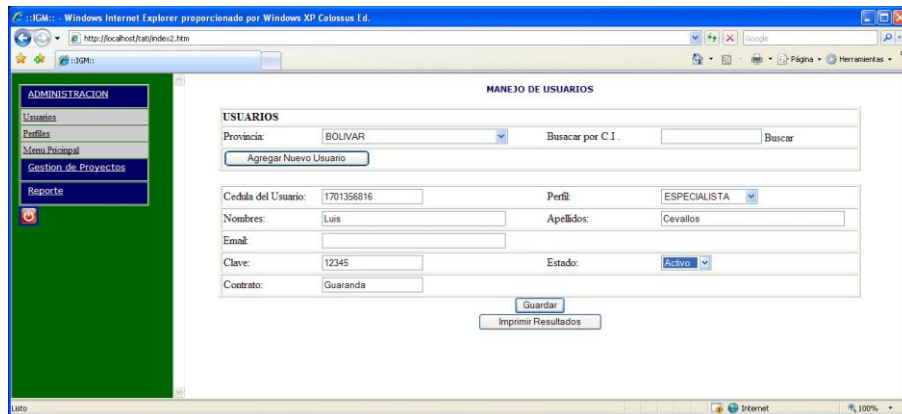 ::IGM:: - Windows Internet Explorer proporcionado por Windows XP Colossus Ed.
http://localhost/tati/index2.htm
Google
::IGM::
Página
Herramientas
ADMINISTRACION
Usuarios
Perfiles
Menu Pricinpal
Gestion de Proyectos
Reporte
MANEJO DE USUARIOS
USUARIOS
Provincia: BOLIVAR Busacar por C.I . Buscar
Agregar Nuevo Usuario
Cedula del Usuario: 1701356816 Perfil: ESPECIALISTA
Nombres: Luis Apellidos: Cevallos
Email:
Clave: 12345 Estado: Activo
Contrato: Guaranda
Guardar
Imprimir Resultados
Listo Internet 100%